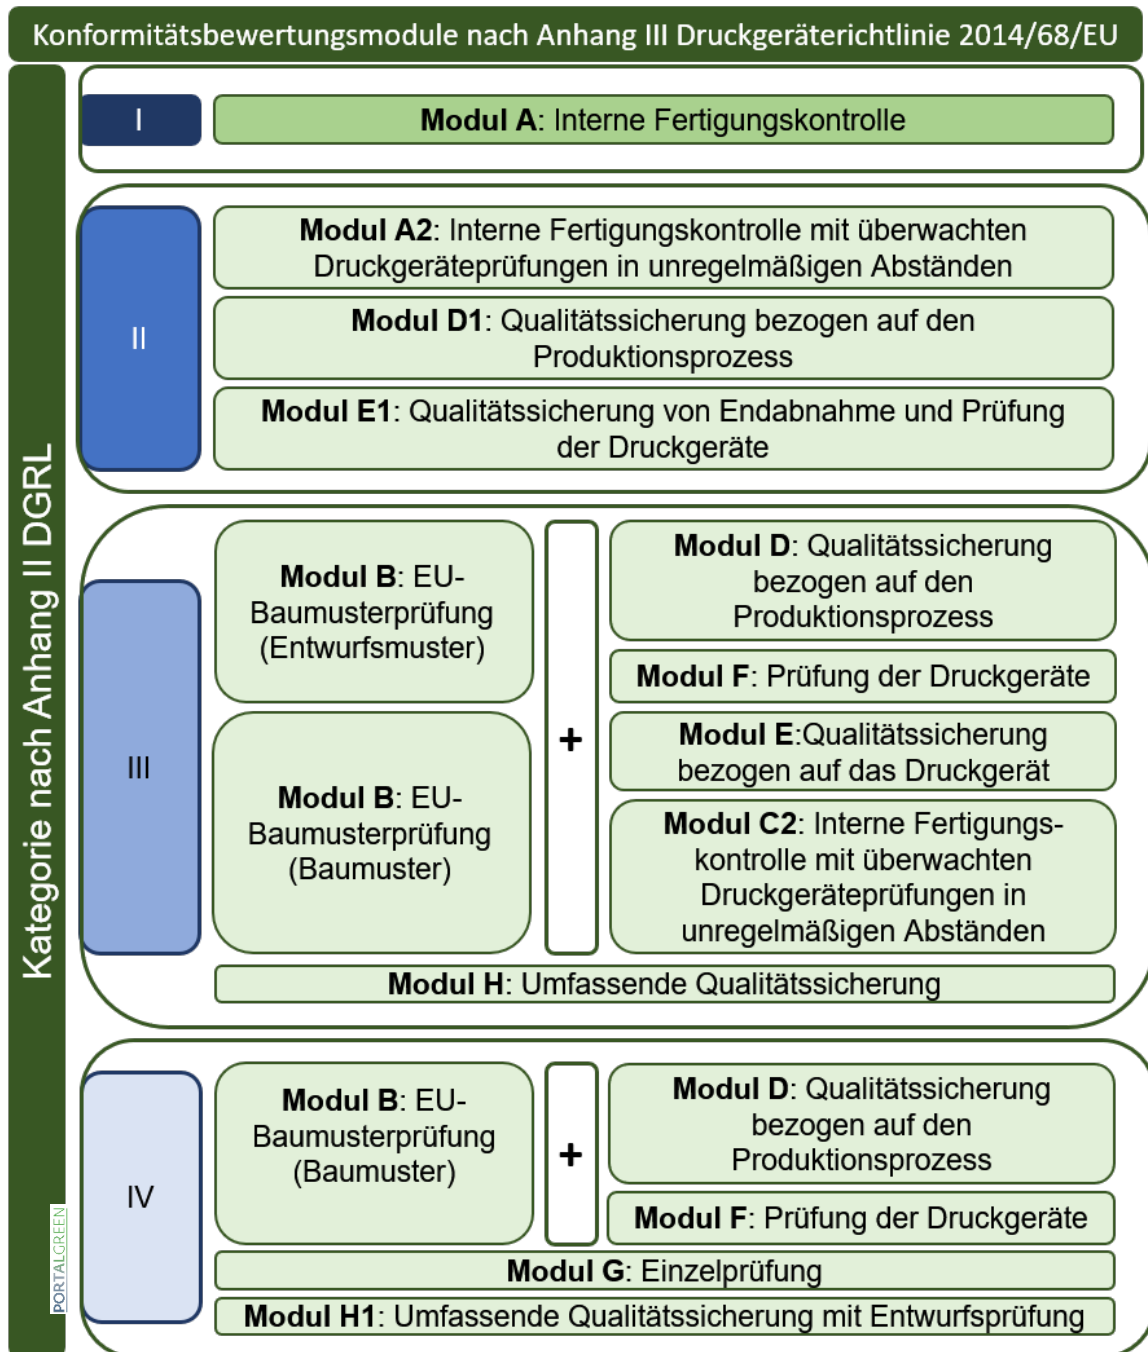 Konformitätsbewertungsmodule nach Anhang III Druckgeräterichtlinie 2014/68/EU
Kategorie nach Anhang II DGRL
I
Modul A: Interne Fertigungskontrolle
II
Modul A2: Interne Fertigungskontrolle mit überwachten
Druckgeräteprüfungen in unregelmäßigen Abständen
Modul D1: Qualitätssicherung bezogen auf den
Produktionsprozess
Modul E1: Qualitätssicherung von Endabnahme und Prüfung
der Druckgeräte
III
Modul B: EU-
Baumusterprüfung
(Entwurfsmuster)
Modul B: EU-
Baumusterprüfung
(Baumuster)
+
Modul D: Qualitätssicherung
bezogen auf den
Produktionsprozess
Modul F: Prüfung der Druckgeräte
Modul E:Qualitätssicherung
bezogen auf das Druckgerät
Modul C2: Interne Fertigungs-
kontrolle mit überwachten
Druckgeräteprüfungen in
unregelmäßigen Abständen
Modul H: Umfassende Qualitätssicherung
IV
Modul B: EU-
Baumusterprüfung
(Baumuster)
+
Modul D: Qualitätssicherung
bezogen auf den
Produktionsprozess
Modul F: Prüfung der Druckgeräte
Modul G: Einzelprüfung
Modul H1: Umfassende Qualitätssicherung mit Entwurfsprüfung
PORTALGREEN